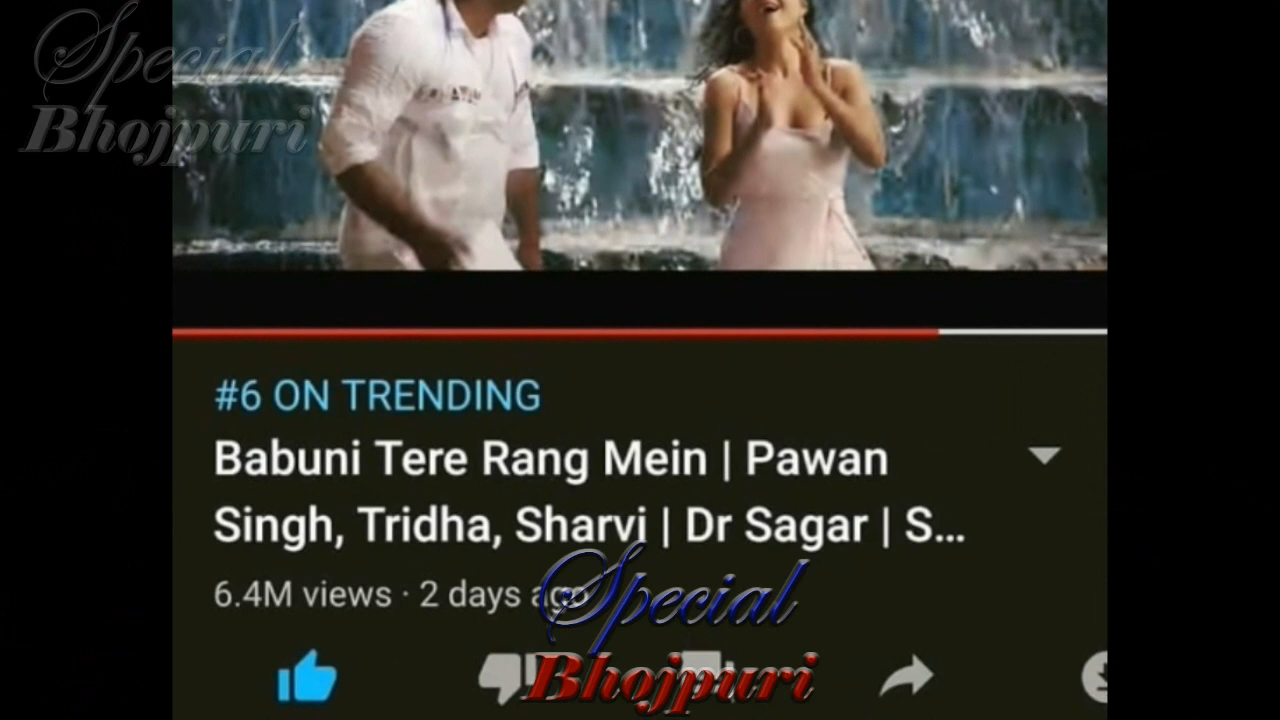 Special
Bhojpuri
#6 ON TRENDING
Babuni Tere Rang Mein | Pawan
Singh, Tridha, Sharvi | Dr Sagar | S...
6.4M views · 2 days ago
Special
Bhojpuri